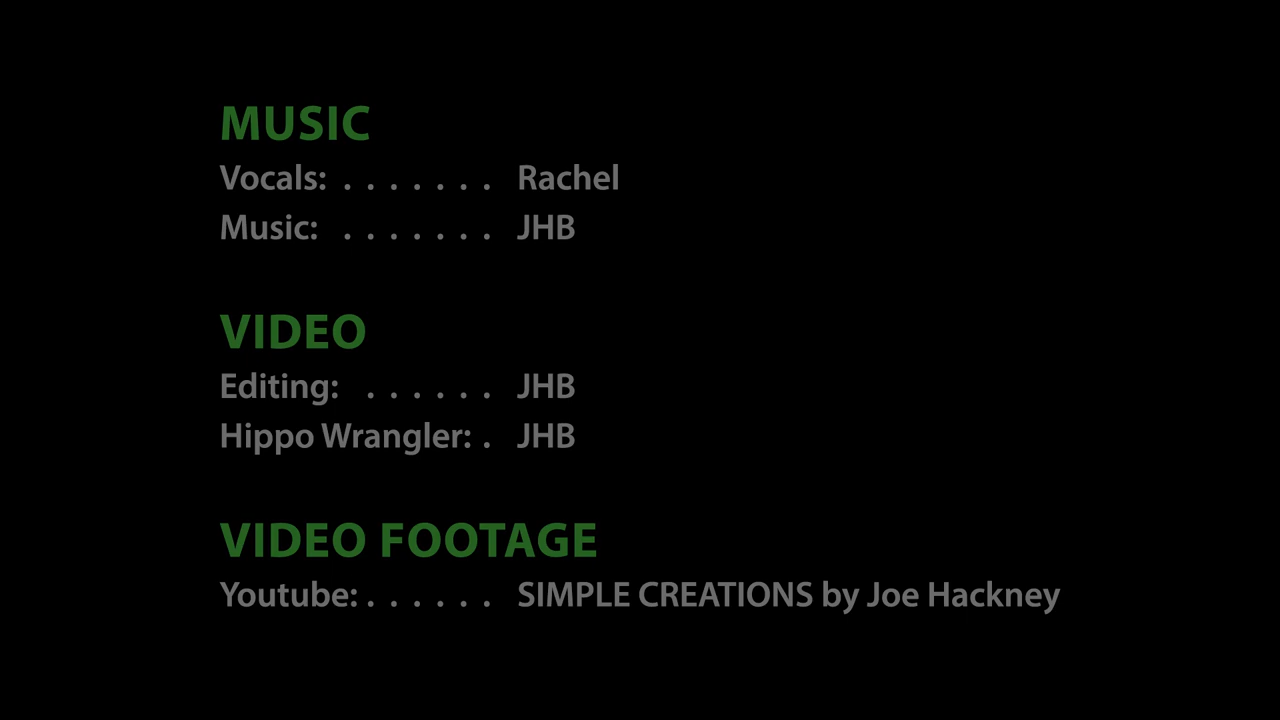 MUSIC
Vocals: . . . . . . . Rachel
Music: . . . . . . . JHB
VIDEO
Editing: . . . . . . JHB
Hippo Wrangler: . JHB
VIDEO FOOTAGE
Youtube: . . . . . . SIMPLE CREATIONS by Joe Hackney